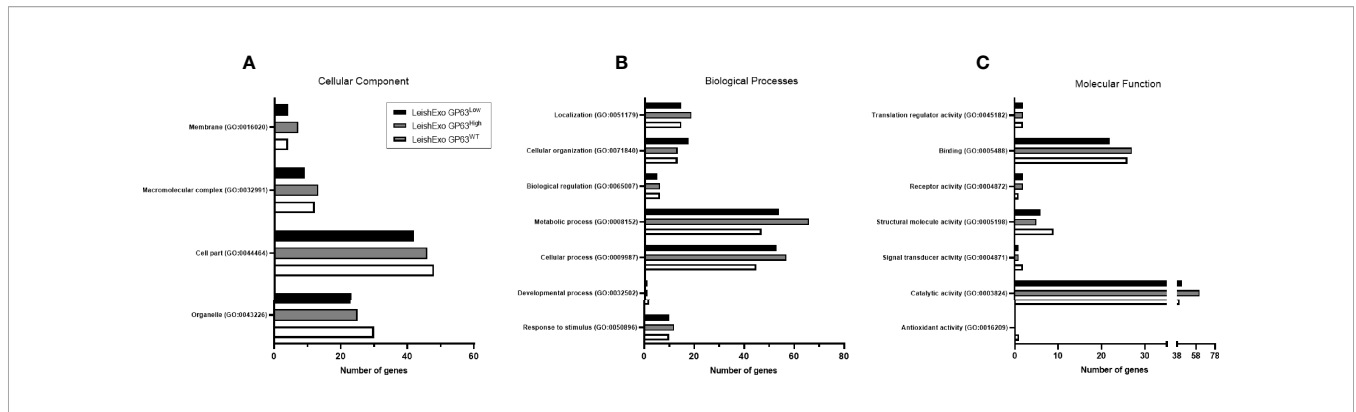 A
Cellular Component
LeishExo GP63Low
LeishExo GP63High
LeishExo GP63WT
Membrane (GO:0016020)
Macromolecular complex (GO:0032991)
Cell part (GO:0044464)
Organelle (GO:0043226)
0 20 40 60
Number of genes
B
Biological Processes
Localization (GO:0051179)
Cellular organization (GO:0071840)
Biological regulation (GO:0065007)
Metabolic process (GO:0008152)
Cellular process (GO:0009987)
Developmental process (GO:0032502)
Response to stimulus (GO:0050896)
0 20 40 60 80
Number of genes
C
Molecular Function
Translation regulator activity (GO:0045182)
Binding (GO:0005488)
Receptor activity (GO:0004872)
Structural molecule activity (GO:0005198)
Signal transducer activity (GO:0004871)
Catalytic activity (GO:0003824)
Antioxidant activity (GO:0016209)
0 10 20 30 38 58 78
Number of genes